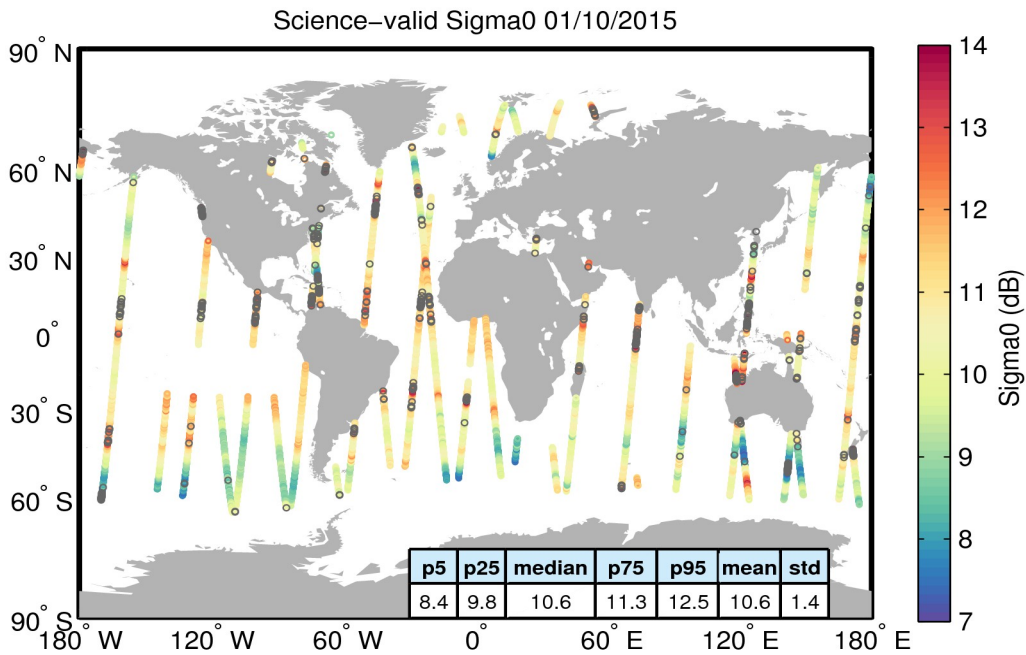 Science−valid Sigma0 01/10/2015
90° N
60° N
30° N
0°
30° S
60° S
90° S
180° W
120° W
60° W
0°
60° E
120° E
180° E
p5 p25 median p75 p95 mean std
8.4 9.8 10.6 11.3 12.5 10.6 1.4
14
13
12
11
10
9
8
7
Sigma0 (dB)